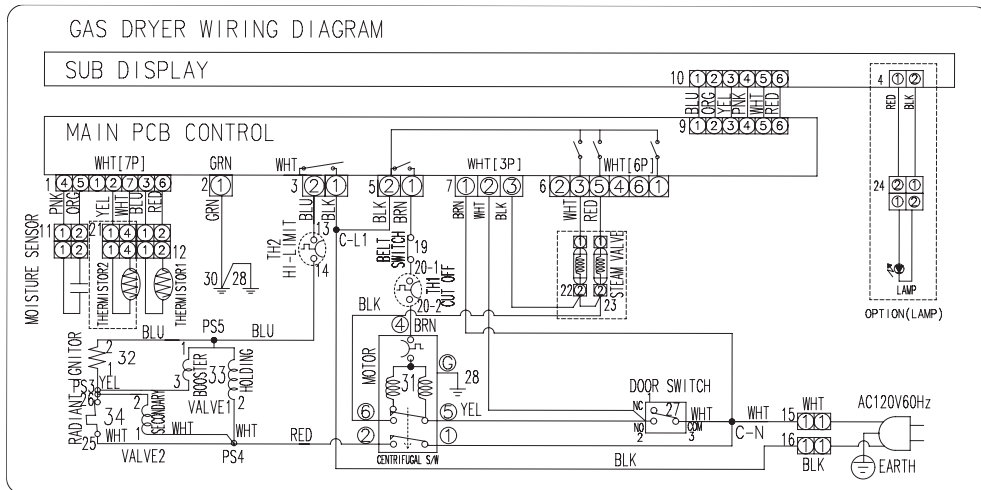 GAS DRYER WIRING DIAGRAM
SUB DISPLAY
10 1 2 3 4 5 6
4 1 2
BLU ORG YEL PNK WHT RED
RED BLK
9 1 2 3 4 5 6
MAIN PCB CONTROL
WHT[7P] GRN WHT WHT[3P] WHT[6P]
1 4 5 1 2 7 3 6
2 1
3 2 1
5 2 1
7 1 2 3
6 2 3 5 4 6 1
24 2 1
1 2
PNK ORG YEL WHT BLU RED
GRN
BLU BLK
BLK BRN
BRN WHT BLK
WHT RED
11 1 2
1 2
21 1 4 1 2
1 4 1 2 12
MOISTURE SENSOR
THERMISTOR2
THERMISTOR1
30 28
TH2
HI-LIMIT
13
14
C-L1
BELT
SWITCH
19
20-1
TH1
CUT OFF
20-2
1 1
STEAM VALVE
22 2 2
23
LAMP
OPTION(LAMP)
BLU PS5 BLU
BLK
4 BRN
RADIANT IGNITOR
2
32
1
PS3
YEL
26
34
25
WHT
1
3
BOOSTER
33
HOLDING
VALVE1
2
2
SECONDARY
1
WHT
WHT
VALVE2
PS4
RED
MOTOR
31
G
28
6 5 YEL
2 1
CENTRIFUGAL S/W
DOOR SWITCH
1
NC
27
NO
2
COM
3
WHT
C-N
WHT
15
WHT
1 1
16
1 1
BLK
BLK
AC120V60Hz
EARTH